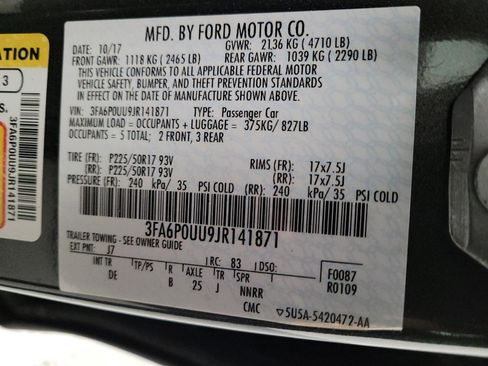 MFD. BY FORD MOTOR CO.
DATE: 10/17 GVWR: 2136 KG ( 4710 LB)
FRONT GAWR: 1118 KG ( 2465 LB) REAR GAWR: 1039 KG ( 2290 LB)
THIS VEHICLE CONFORMS TO ALL APPLICABLE FEDERAL MOTOR
VEHICLE SAFETY, BUMPER, AND THEFT PREVENTION STANDARDS
IN EFFECT ON THE DATE OF MANUFACTURE SHOWN ABOVE.
VIN: 3FA6P0UU9JR141871 TYPE: Passenger Car
MAXIMUM LOAD = OCCUPANTS + LUGGAGE = 375KG/ 827LB
OCCUPANTS = 5 TOTAL; 2 FRONT, 3 REAR
TIRE (FR): P225/50R17 93V RIMS (FR): 17x7.5J
TIRE (RR): P225/50R17 93V RIMS (RR): 17x7.5J
PRESSURE (FR): 240 kPa/ 35 PSI COLD (RR): 240 kPa/ 35 PSI COLD
3FA6P0UU9JR141871
TRAILER TOWING - SEE OWNER GUIDE
EXT PNT: J7 RC: 83 DSO: F0087
INT TR TP/PS R AXLE TR SPR R0109
DE B 25 J NNRR
CMC 5U5A-5420472-AA
ATION
3
S.
3FA6P0UU9JR141871